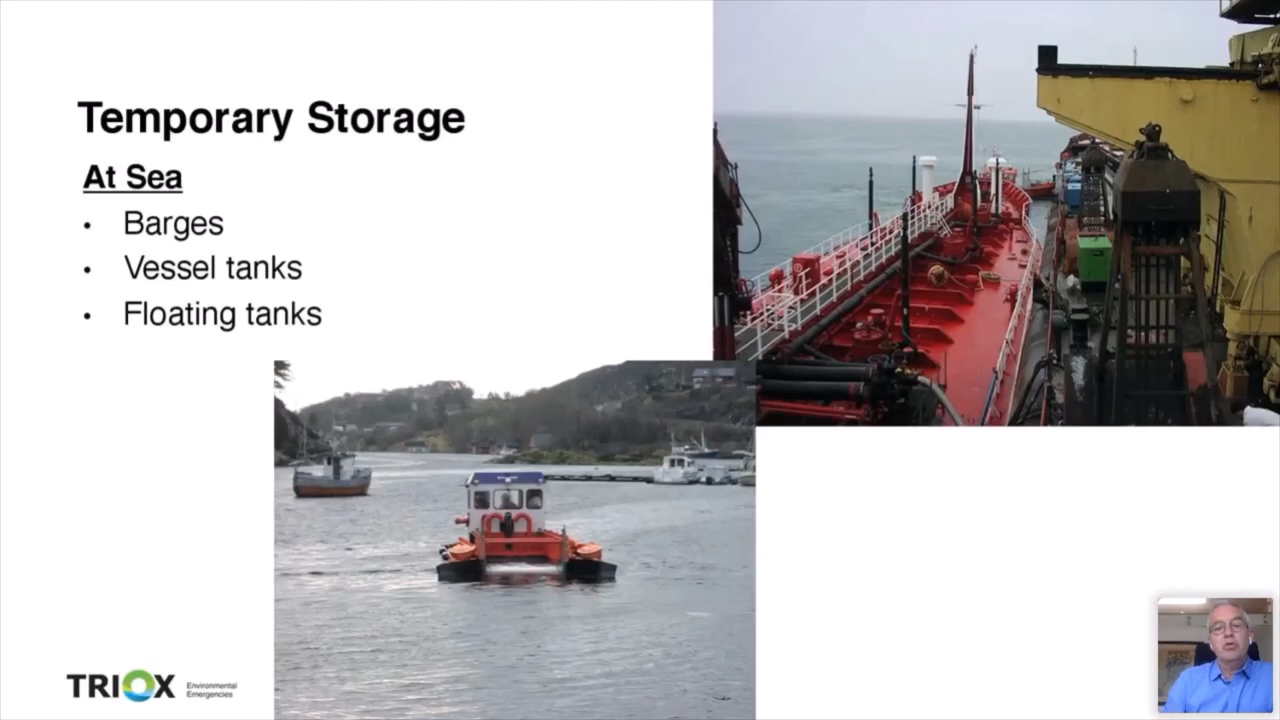 Temporary Storage
At Sea
• Barges
• Vessel tanks
• Floating tanks
TRIOX Environmental
Emergencies